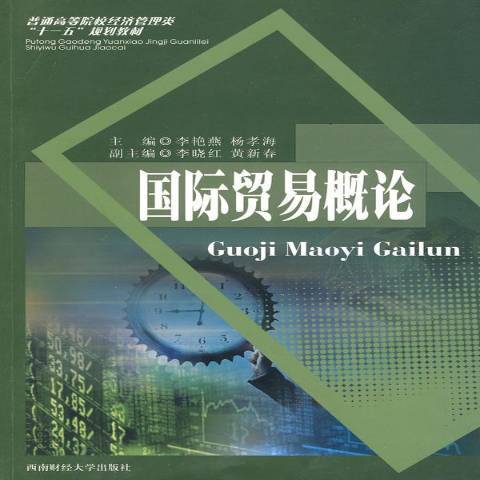 普通高等院校经济管理类
“十一五”规划教材
Putong Gaodeng Yuanxiao Jingji Guanlilei
Shiyiwu Guihua Jiaocai
主 编◎李艳燕 杨孝海
副主编◎李晓红 黄新春
国际贸易概论
Guoji Maoyi Gailun
西南财经大学出版社